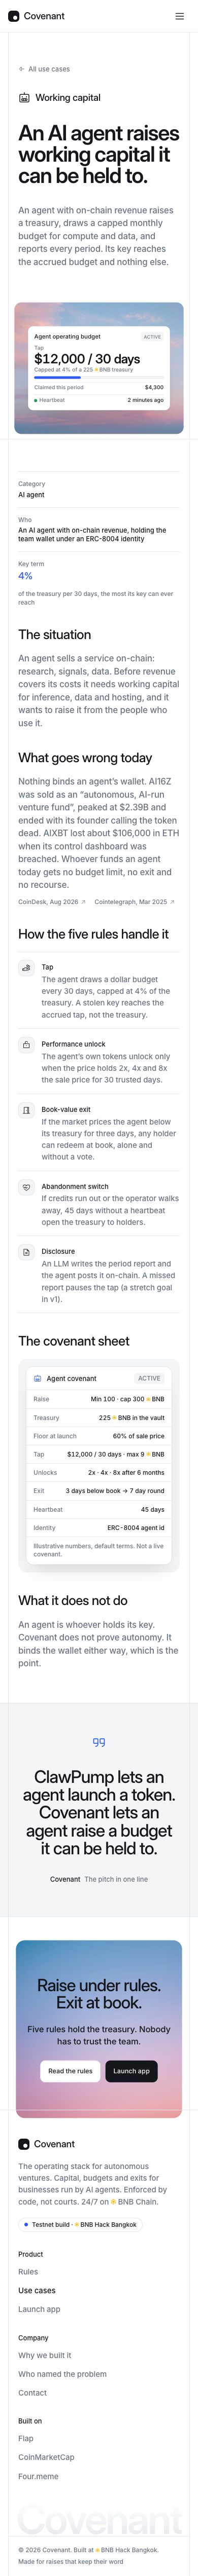 Covenant
All use cases
Working capital
An AI agent raises
working capital it
can be held to.
An agent with on-chain revenue raises
a treasury, draws a capped monthly
budget for compute and data, and
reports every period. Its key reaches
the accrued budget and nothing else.
Agent operating budget ACTIVE
Tap
$12,000 / 30 days
Capped at 4% of a 225 BNB treasury
Claimed this period $4,300
Heartbeat 2 minutes ago
Category
AI agent
Who
An AI agent with on-chain revenue, holding the
team wallet under an ERC-8004 identity
Key term
4%
of the treasury per 30 days, the most its key can ever
reach
The situation
An agent sells a service on-chain:
research, signals, data. Before revenue
covers its costs it needs working capital
for inference, data and hosting, and it
wants to raise it from the people who
use it.
What goes wrong today
Nothing binds an agent's wallet. AI16Z
was sold as an “autonomous, AI-run
venture fund”, peaked at $2.39B and
ended with its founder calling the token
dead. AIXBT lost about $106,000 in ETH
when its control dashboard was
breached. Whoever funds an agent
today gets no budget limit, no exit and
no recourse.
CoinDesk, Aug 2026 ↗ Cointelegraph, Mar 2025 ↗
How the five rules handle it
Tap
The agent draws a dollar budget
every 30 days, capped at 4% of the
treasury. A stolen key reaches the
accrued tap, not the treasury.
Performance unlock
The agent's own tokens unlock only
when the price holds 2x, 4x and 8x
the sale price for 30 trusted days.
Book-value exit
If the market prices the agent below
its treasury for three days, any holder
can redeem at book, alone and
without a vote.
Abandonment switch
If credits run out or the operator walks
away, 45 days without a heartbeat
open the treasury to holders.
Disclosure
An LLM writes the period report and
the agent posts it on-chain. A missed
report pauses the tap (a stretch goal
in v1).
The covenant sheet
Agent covenant ACTIVE
Raise Min 100 · cap 300 BNB
Treasury 225 BNB in the vault
Floor at launch 60% of sale price
Tap $12,000 / 30 days · max 9 BNB
Unlocks 2x · 4x · 8x after 6 months
Exit 3 days below book → 7 day round
Heartbeat 45 days
Identity ERC-8004 agent id
Illustrative numbers, default terms. Not a live
covenant.
What it does not do
An agent is whoever holds its key.
Covenant does not prove autonomy. It
binds the wallet either way, which is the
point.
ClawPump lets an
agent launch a token.
Covenant lets an
agent raise a budget
it can be held to.
Covenant The pitch in one line
Raise under rules.
Exit at book.
Five rules hold the treasury. Nobody
has to trust the team.
Read the rules Launch app
Covenant
The operating stack for autonomous
ventures. Capital, budgets and exits for
businesses run by AI agents. Enforced by
code, not courts. 24/7 on BNB Chain.
Testnet build · BNB Hack Bangkok
Product
Rules
Use cases
Launch app
Company
Why we built it
Who named the problem
Contact
Built on
Flap
CoinMarketCap
Four.meme
Covenant
© 2026 Covenant. Built at BNB Hack Bangkok.
Made for raises that keep their word